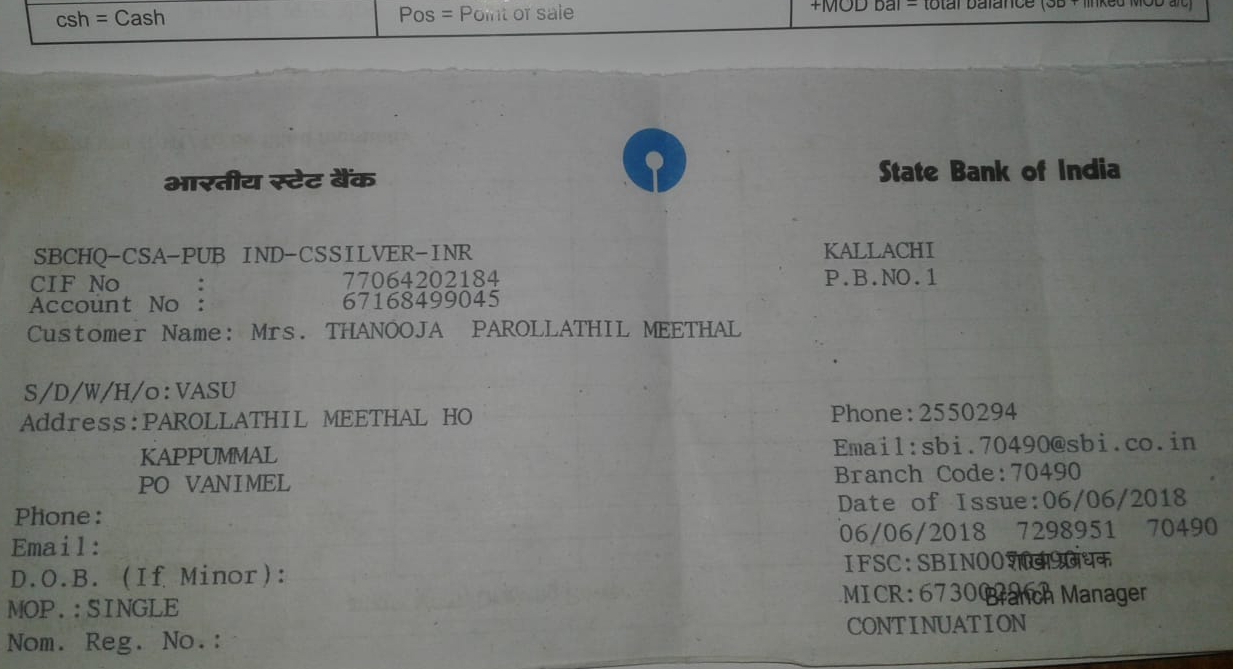 csh = Cash
Pos = Point of sale
+MOD bal = total balance (SB + linked MOD a/c)
भारतीय स्टेट बैंक
State Bank of India
SBCHQ-CSA-PUB IND-CSSILVER-INR
CIF No : 77064202184
Account No : 67168499045
Customer Name: Mrs. THANOOJA PAROLLATHIL MEETHAL
S/D/W/H/o:VASU
Address:PAROLLATHIL MEETHAL HO
KAPPUMMAL
PO VANIMEL
Phone:
Email:
D.O.B. (If Minor):
MOP.:SINGLE
Nom. Reg. No.:
KALLACHI
P.B.NO.1
Phone:2550294
Email:sbi.70490@sbi.co.in
Branch Code:70490
Date of Issue:06/06/2018
06/06/2018 7298951 70490
IFSC: शाखा प्रबंधक
MICR: Branch Manager
CONTINUATION